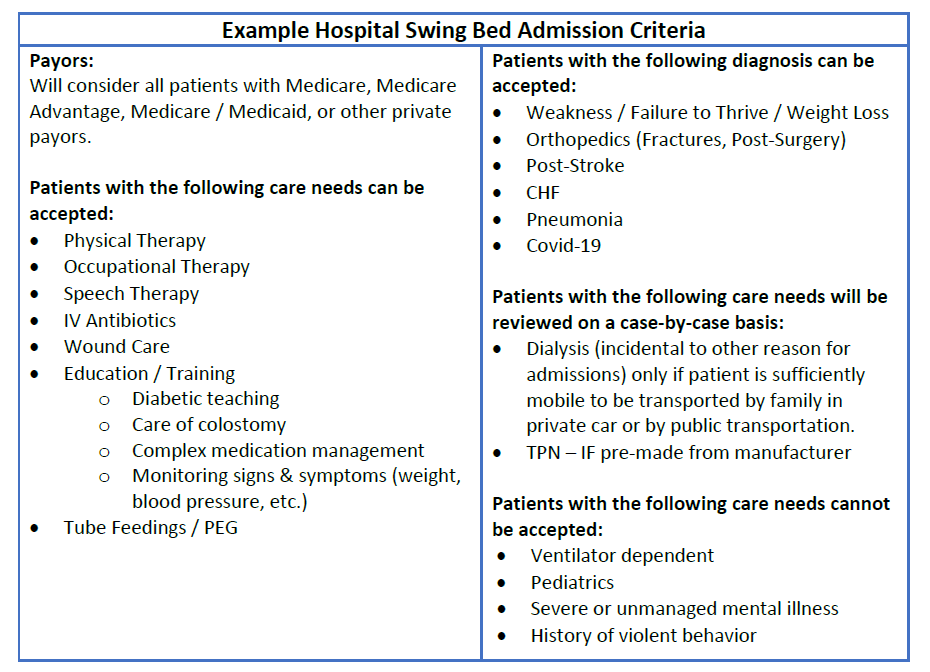 Example Hospital Swing Bed Admission Criteria
Payors:
Will consider all patients with Medicare, Medicare
Advantage, Medicare / Medicaid, or other private
payors.
Patients with the following care needs can be
accepted:
• Physical Therapy
• Occupational Therapy
• Speech Therapy
• IV Antibiotics
• Wound Care
• Education / Training
o Diabetic teaching
o Care of colostomy
o Complex medication management
o Monitoring signs & symptoms (weight,
blood pressure, etc.)
• Tube Feedings / PEG
Patients with the following diagnosis can be
accepted:
• Weakness / Failure to Thrive / Weight Loss
• Orthopedics (Fractures, Post-Surgery)
• Post-Stroke
• CHF
• Pneumonia
• Covid-19
Patients with the following care needs will be
reviewed on a case-by-case basis:
• Dialysis (incidental to other reason for
admissions) only if patient is sufficiently
mobile to be transported by family in
private car or by public transportation.
• TPN – IF pre-made from manufacturer
Patients with the following care needs cannot
be accepted:
• Ventilator dependent
• Pediatrics
• Severe or unmanaged mental illness
• History of violent behavior